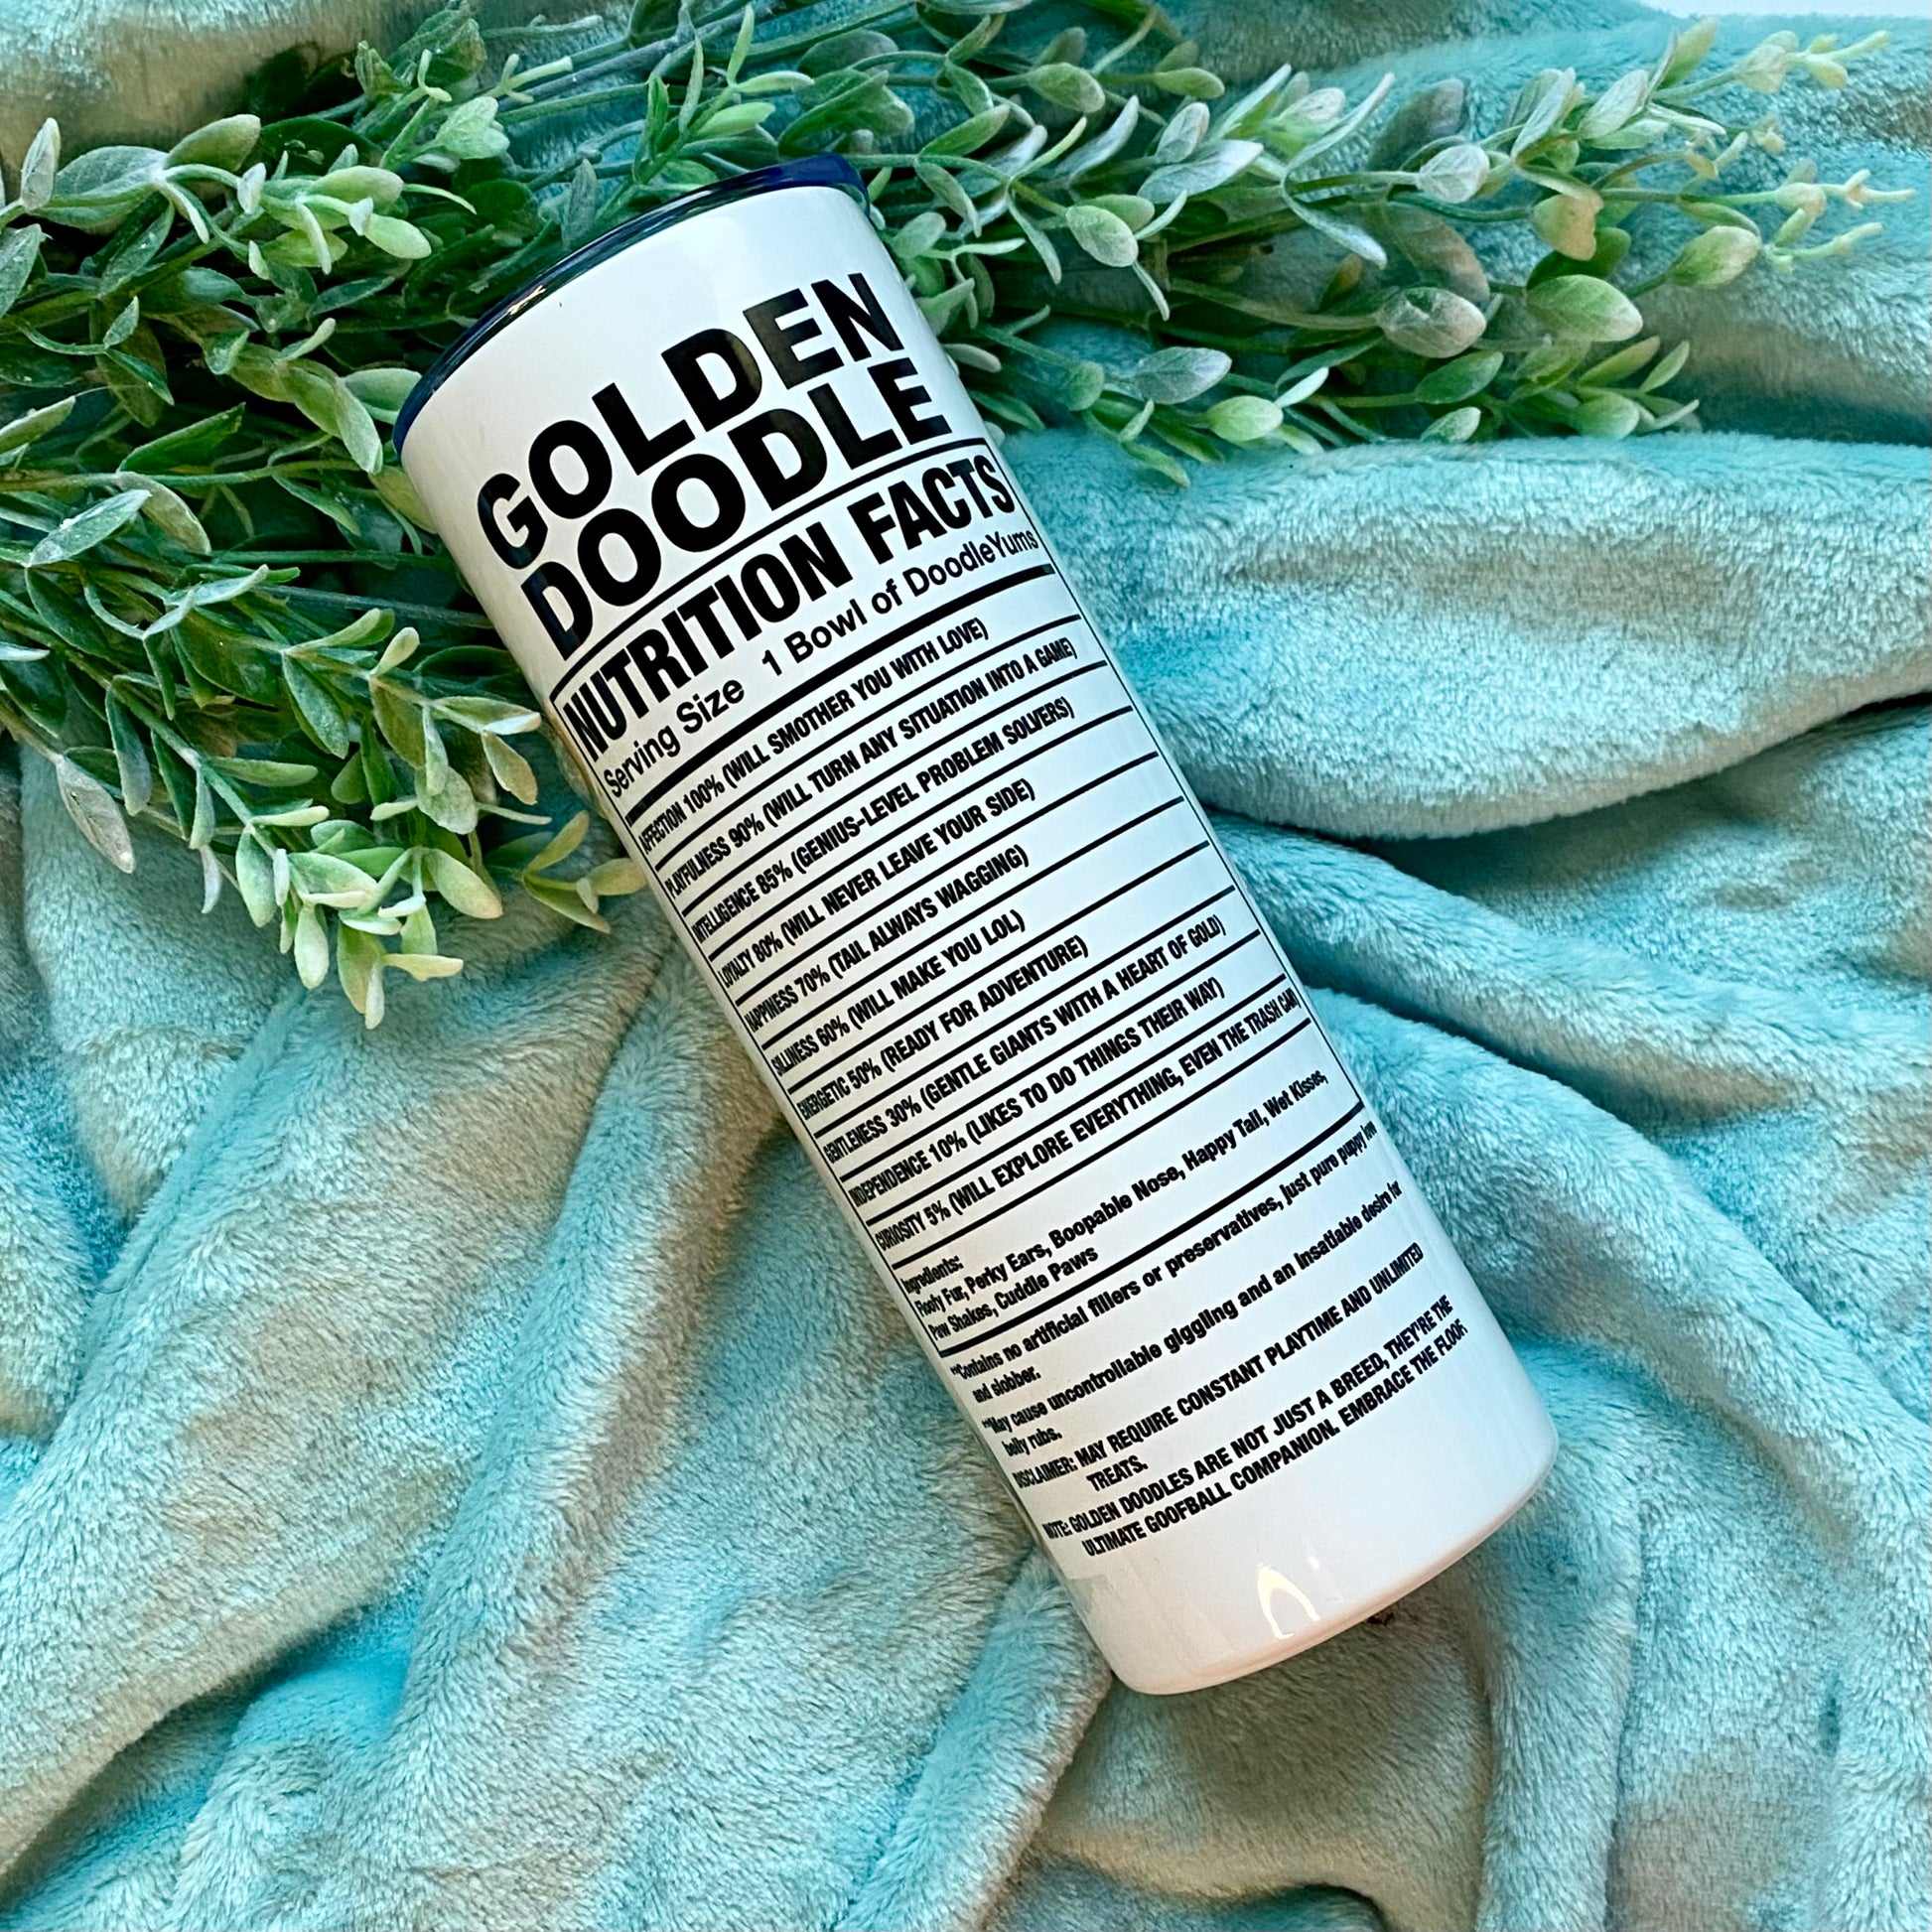 GOLDEN
DOODLE
NUTRITION FACTS
Serving Size 1 Bowl of DoodleYums
AFFECTION 100% (WILL SMOTHER YOU WITH LOVE)
PLAYFULNESS 90% (WILL TURN ANY SITUATION INTO A GAME)
INTELLIGENCE 85% (GENIUS-LEVEL PROBLEM SOLVERS)
LOYALTY 80% (WILL NEVER LEAVE YOUR SIDE)
HAPPINESS 70% (TAIL ALWAYS WAGGING)
SILLINESS 60% (WILL MAKE YOU LOL)
ENERGETIC 50% (READY FOR ADVENTURE)
GENTLENESS 30% (GENTLE GIANTS WITH A HEART OF GOLD)
INDEPENDENCE 10% (LIKES TO DO THINGS THEIR WAY)
CURIOSITY 5% (WILL EXPLORE EVERYTHING, EVEN THE TRASH CAN)
Ingredients:
Floofy Fur, Perky Ears, Boopable Nose, Happy Tail, Wet Kisses,
Paw Shakes, Cuddle Paws
**Contains no artificial fillers or preservatives, just pure puppy love
and slobber.
**May cause uncontrollable giggling and an insatiable desire for
belly rubs.
DISCLAIMER: MAY REQUIRE CONSTANT PLAYTIME AND UNLIMITED
TREATS.
NOTE: GOLDEN DOODLES ARE NOT JUST A BREED, THEY'RE THE
ULTIMATE GOOFBALL COMPANION. EMBRACE THE FLOOF.